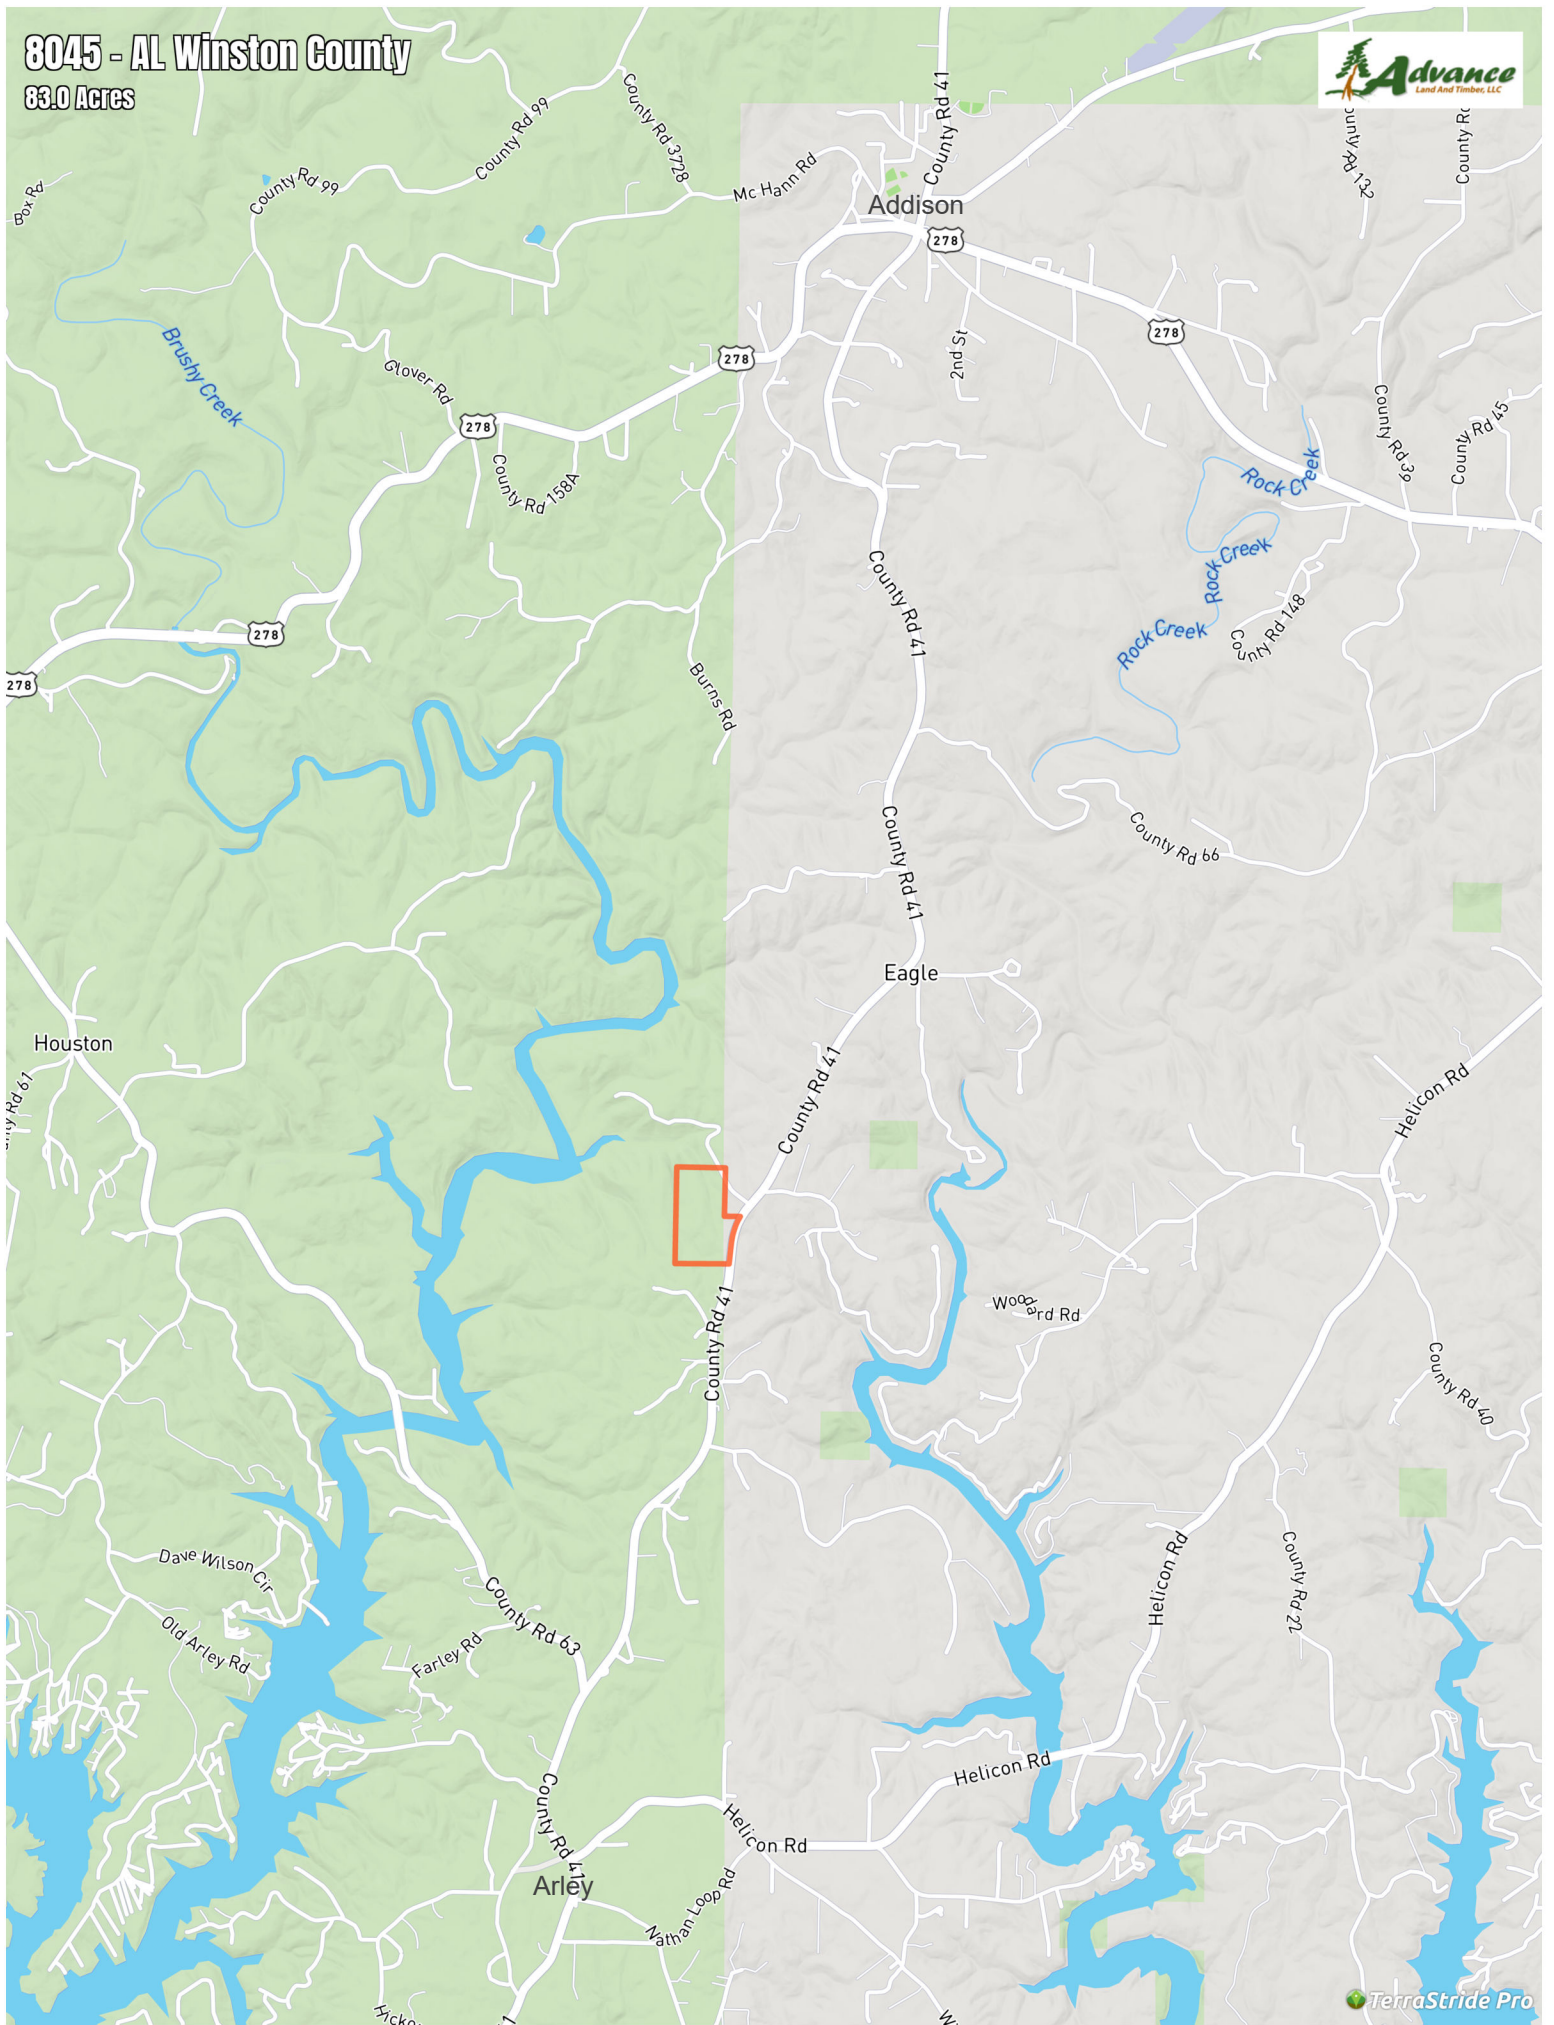 8045 - AL Winston County
83.0 Acres
Advance
Land And Timber, LLC
County Rd 41
County Rd 99
County Rd 3728
County Rd 99
Mc Hann Rd
Box Rd
Addison
278
County Rd 132
County Rd
Brushy Creek
Glover Rd
278
278
2nd St
278
County Rd 39
County Rd 45
County Rd 158A
Rock Creek
Rock Creek
Rock Creek
County Rd 148
County Rd 41
278
278
Burns Rd
County Rd 66
County Rd 41
Eagle
Houston
County Rd 41
Helicon Rd
unty Rd 61
Woodard Rd
County Rd 41
County Rd 40
Dave Wilson Cir
Old Arley Rd
County Rd 63
Farley Rd
Helicon Rd
County Rd 22
Helicon Rd
County Rd 41
Helicon Rd
Arley
Nathan Loop Rd
Hicko
TerraStride Pro